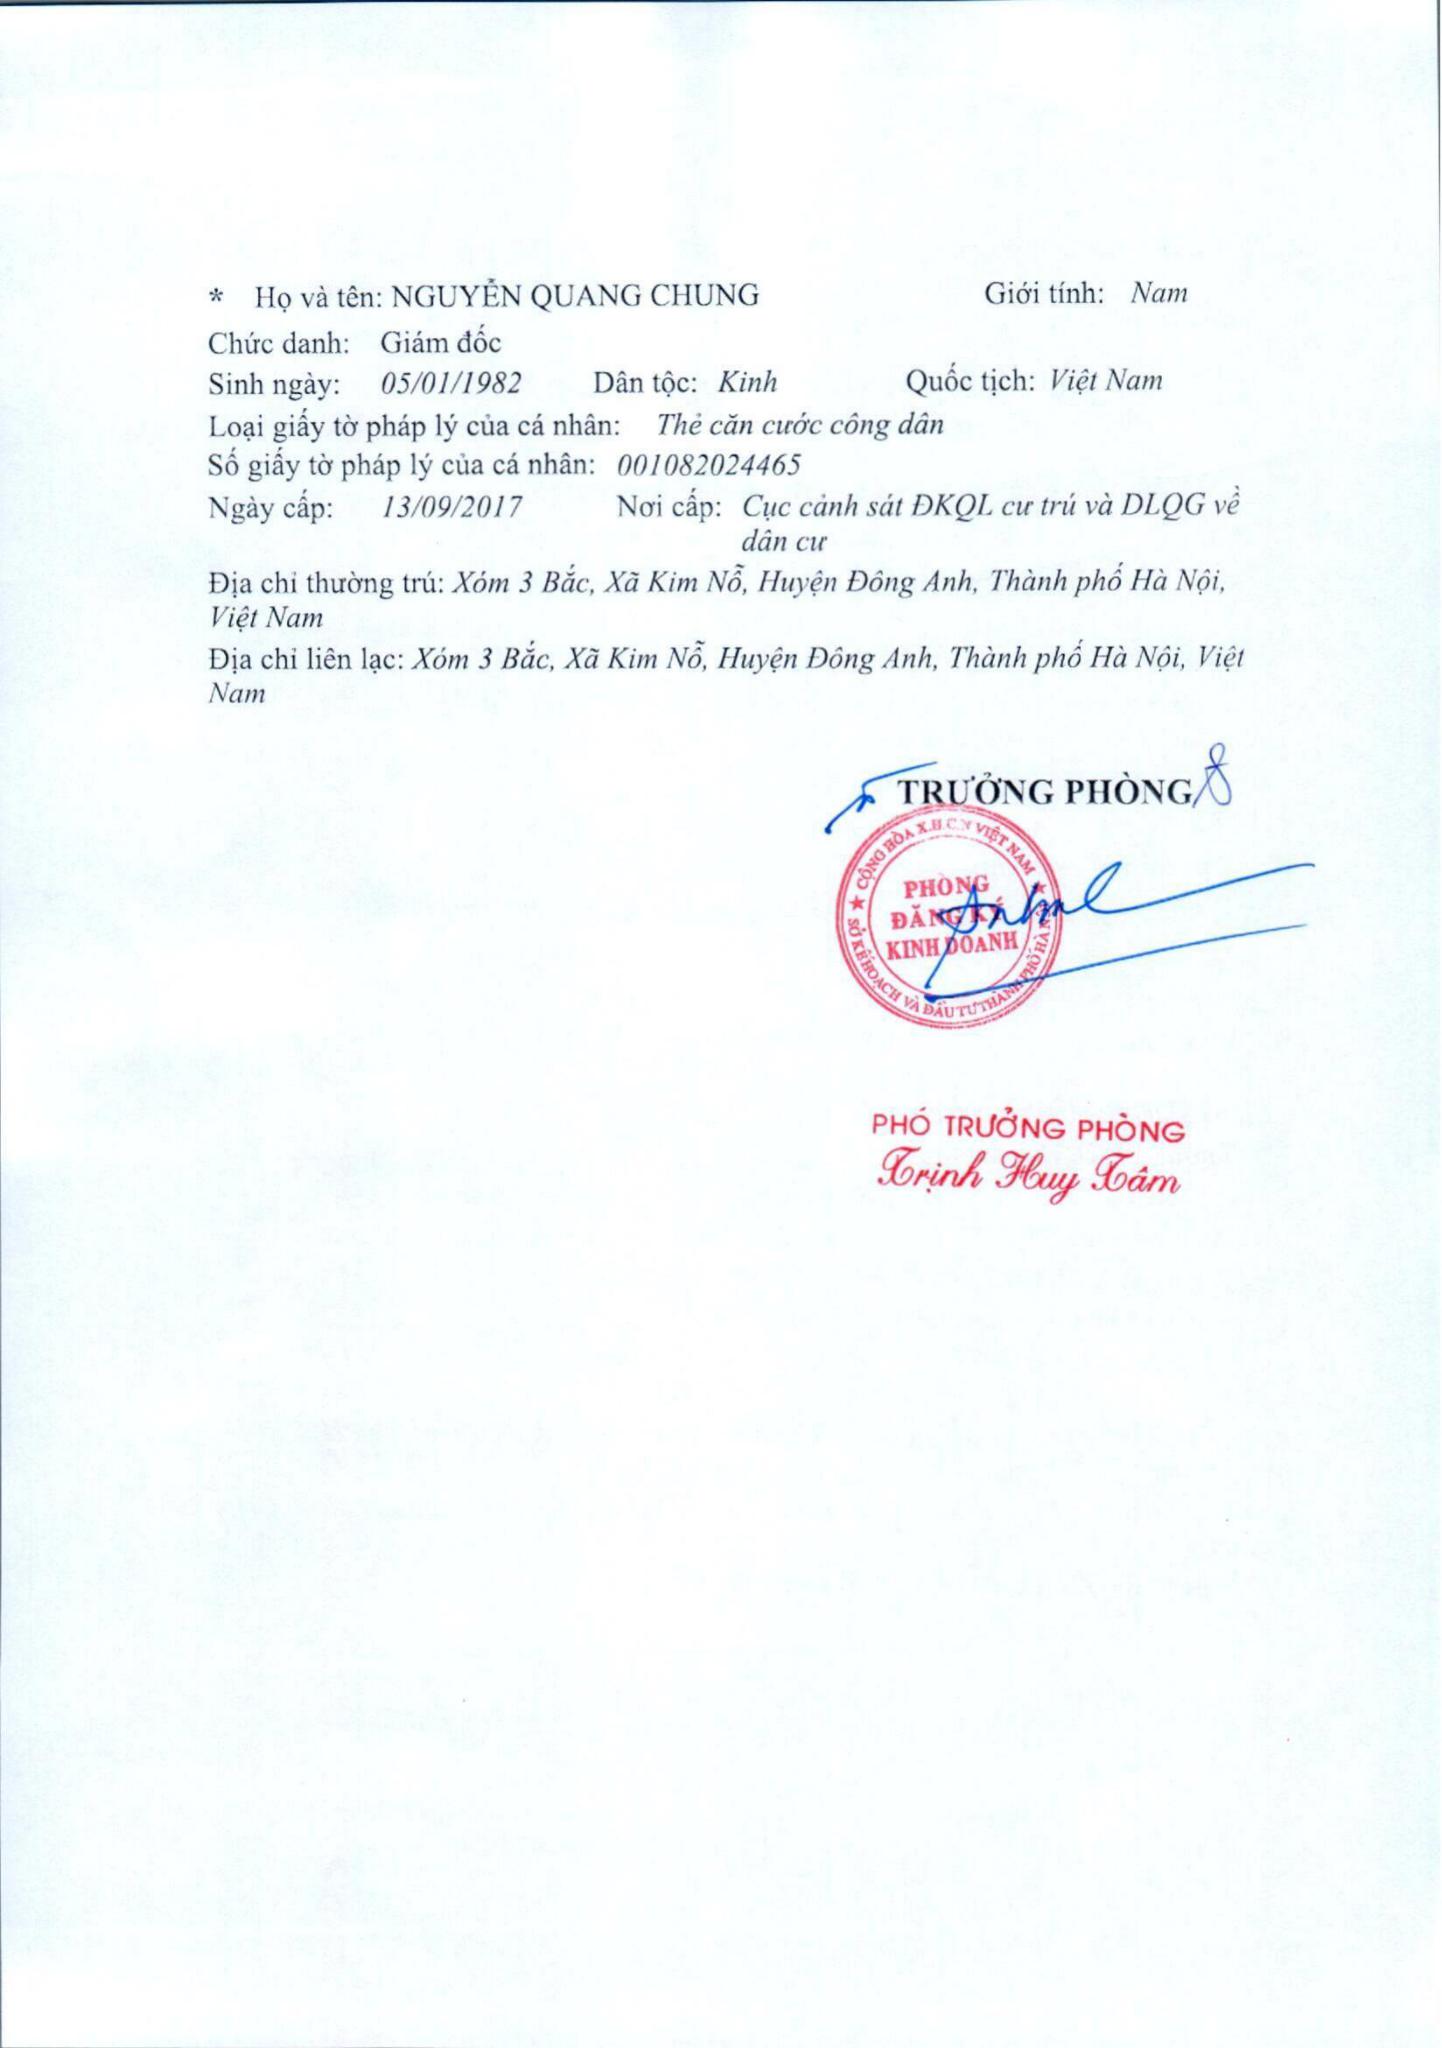 * Họ và tên: NGUYỄN QUANG CHUNG Giới tính: Nam
Chức danh: Giám đốc
Sinh ngày: 05/01/1982 Dân tộc: Kinh Quốc tịch: Việt Nam
Loại giấy tờ pháp lý của cá nhân: Thẻ căn cước công dân
Số giấy tờ pháp lý của cá nhân: 001082024465
Ngày cấp: 13/09/2017 Nơi cấp: Cục cảnh sát ĐKQL cư trú và DLQG về
dân cư
Địa chỉ thường trú: Xóm 3 Bắc, Xã Kim Nỗ, Huyện Đông Anh, Thành phố Hà Nội,
Việt Nam
Địa chỉ liên lạc: Xóm 3 Bắc, Xã Kim Nỗ, Huyện Đông Anh, Thành phố Hà Nội, Việt
Nam
TRƯỞNG PHÒNG
CỘNG HÒA X.H.C.N VIỆT NAM
PHÒNG
ĐĂNG KÝ
KINH DOANH
SỞ KẾ HOẠCH VÀ ĐẦU TƯ THÀNH PHỐ HÀ NỘI
PHÓ TRƯỞNG PHÒNG
Trịnh Huy Tâm